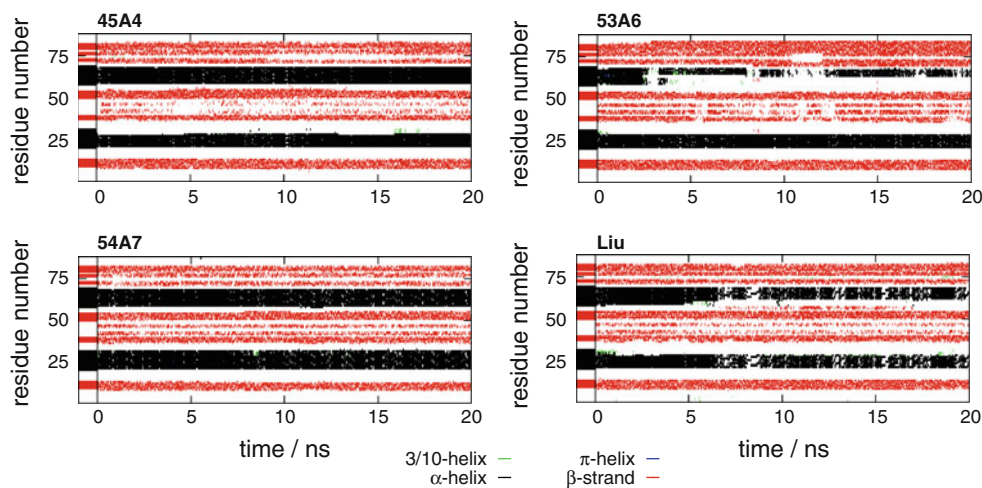 45A4
53A6
residue number
75
50
25
0 5 10 15 20
residue number
75
50
25
0 5 10 15 20
54A7
Liu
residue number
75
50
25
0 5 10 15 20
time / ns
residue number
75
50
25
0 5 10 15 20
time / ns
3/10-helix
α-helix
π-helix
β-strand